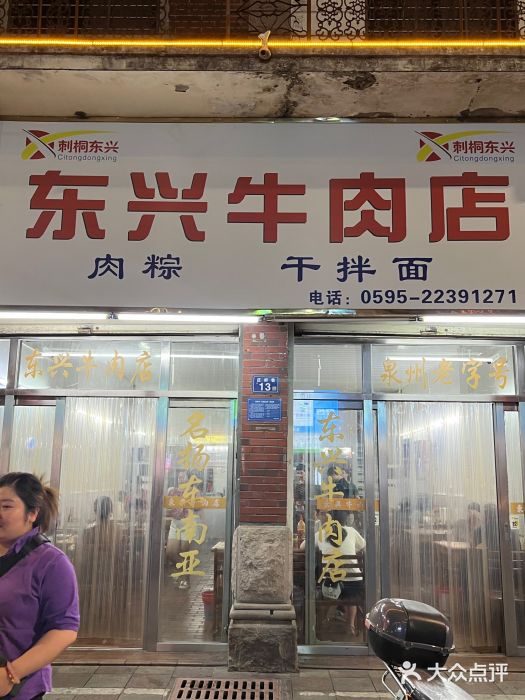 刺桐东兴
Citongdongxing
刺桐东兴
Citongdongxing
东兴牛肉店
肉粽 干拌面
电话：0595-22391271
东兴牛肉店
泉州老字号
13
名扬东南亚
东兴牛肉店
大众点评